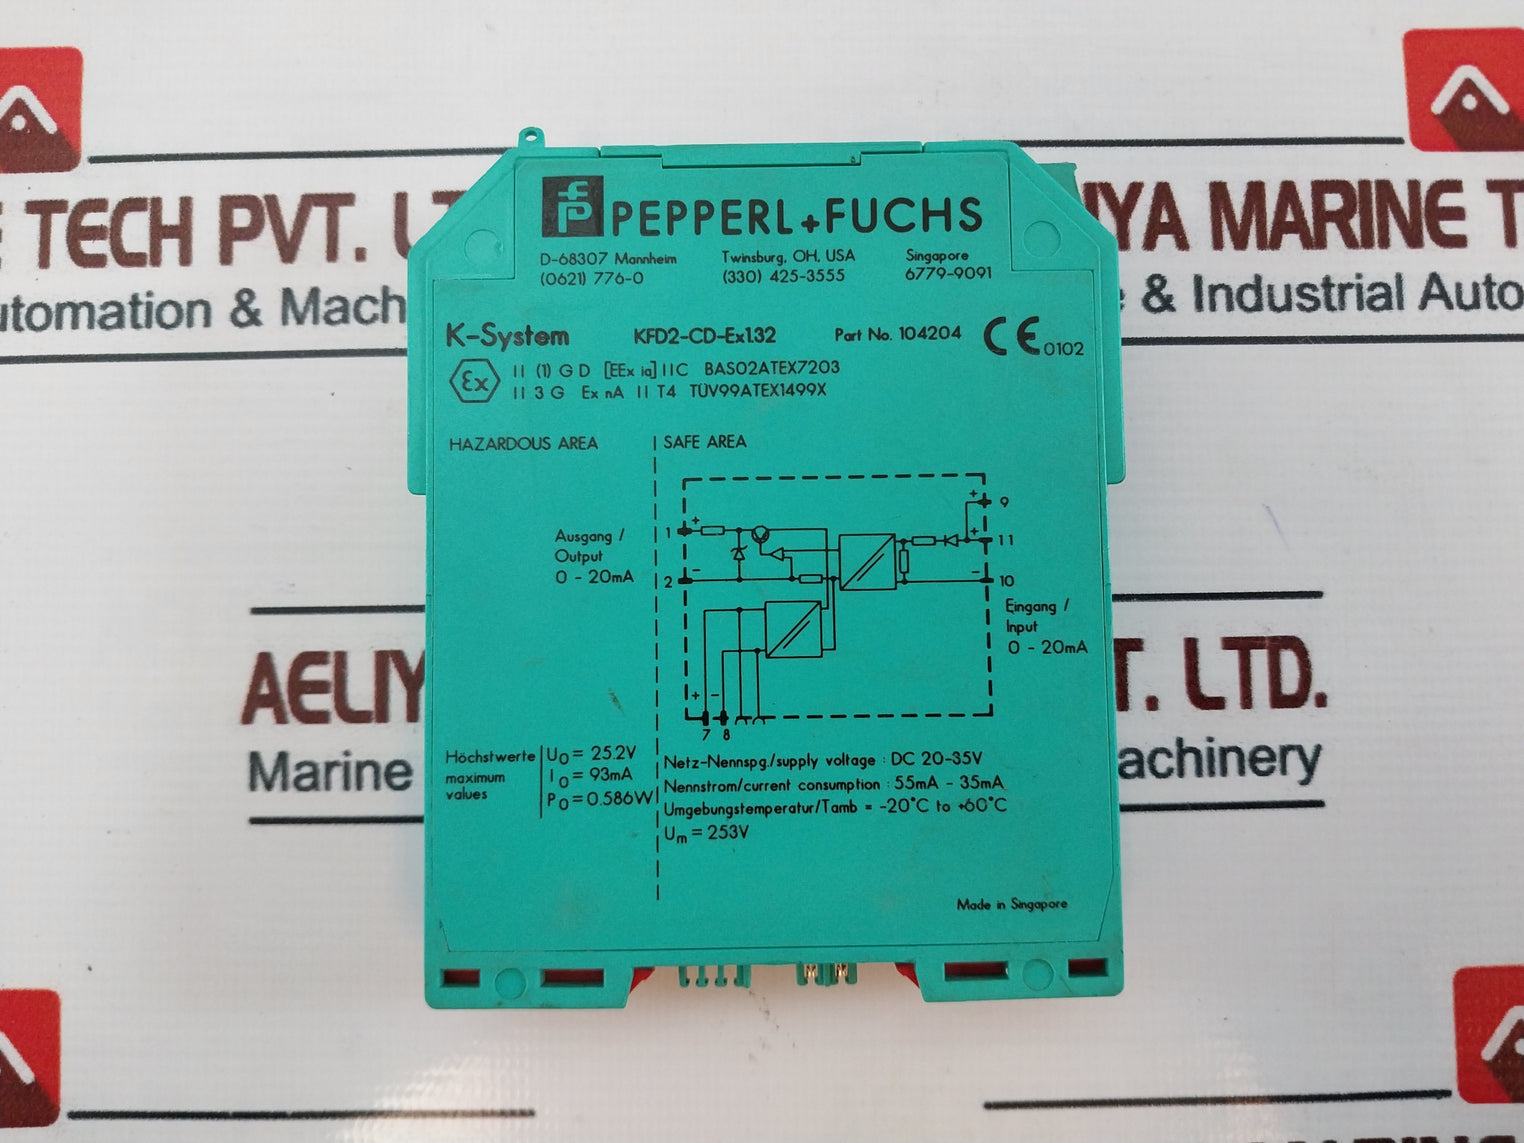 E TECH PVT. LT
utomation & Mach
IYA MARINE T
e & Industrial Auto
PEPPERL+FUCHS
D-68307 Mannheim Twinsburg, OH, USA Singapore
(0621) 776-0 (330) 425-3555 6779-9091
K-System KFD2-CD-Ex1.32 Part No. 104204 CE 0102
Ex II (1) G D [EEx ia] IIC BAS02ATEX7203
II 3 G Ex nA II T4 TÜV99ATEX1499X
HAZARDOUS AREA SAFE AREA
Ausgang /
Output
0 - 20mA
1 +
2 -
+ 9
+ 11
- 10
Eingang /
Input
0 - 20mA
+ -
7 8
Höchstwerte
maximum
values
U0 = 25.2V
I0 = 93mA
P0 = 0.586W
Netz-Nennspg./supply voltage : DC 20-35V
Nennstrom/current consumption : 55mA - 35mA
Umgebungstemperatur/Tamb = -20°C to +60°C
Um = 253V
Made in Singapore
AELIY
T. LTD.
Marine
achinery